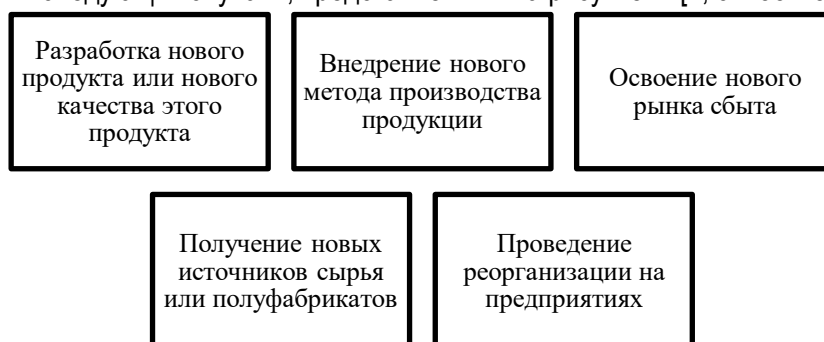 Разработка нового
продукта или нового
качества этого
продукта
Внедрение нового
метода производства
продукции
Освоение нового
рынка сбыта
Получение новых
источников сырья
или полуфабрикатов
Проведение
реорганизации на
предприятиях